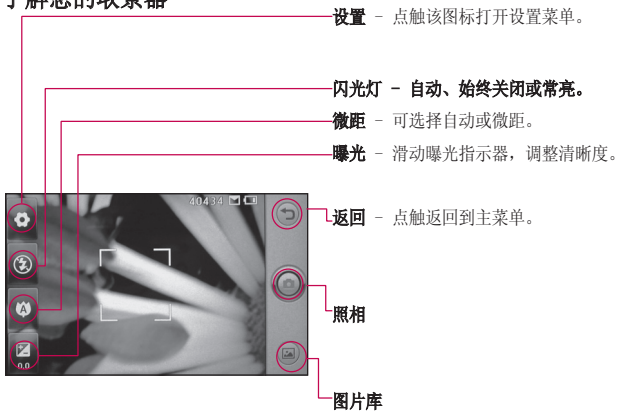 了解您的取景器
设置 - 点触该图标打开设置菜单。
闪光灯 - 自动、始终关闭或常亮。
微距 - 可选择自动或微距。
曝光 - 滑动曝光指示器，调整清晰度。
40434
返回 - 点触返回到主菜单。
A
照相
0.0
图片库